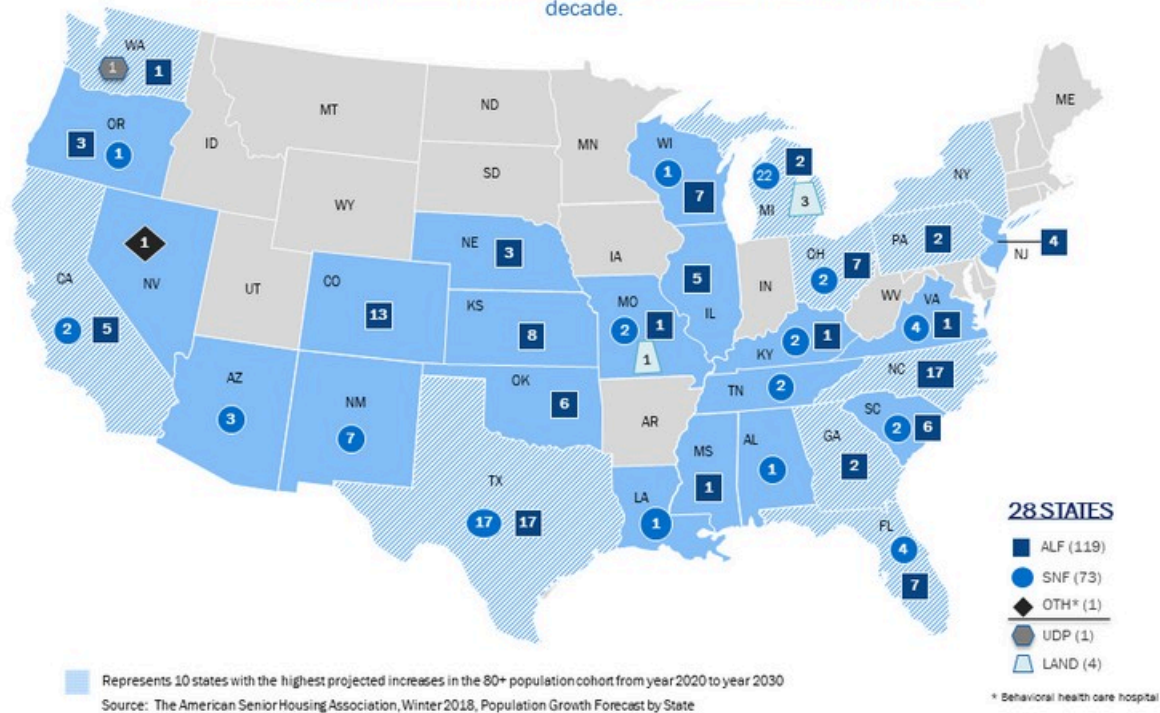 decade.
WA
1
1
OR
3
1
CA
2
5
NV
1
ID
MT
WY
UT
AZ
3
CO
13
NM
7
ND
SD
NE
3
KS
8
OK
6
TX
17
17
MN
IA
MO
2
1
1
AR
LA
1
WI
1
7
IL
5
MI
22
2
3
IN
OH
2
7
KY
2
1
TN
2
MS
1
AL
1
GA
2
FL
4
7
SC
2
6
NC
17
VA
4
1
WV
PA
2
NY
NJ
4
ME
28 STATES
ALF (119)
SNF (73)
OTH* (1)
UDP (1)
LAND (4)
Represents 10 states with the highest projected increases in the 80+ population cohort from year 2020 to year 2030
Source: The American Senior Housing Association, Winter 2018, Population Growth Forecast by State
* Behavioral health care hospital